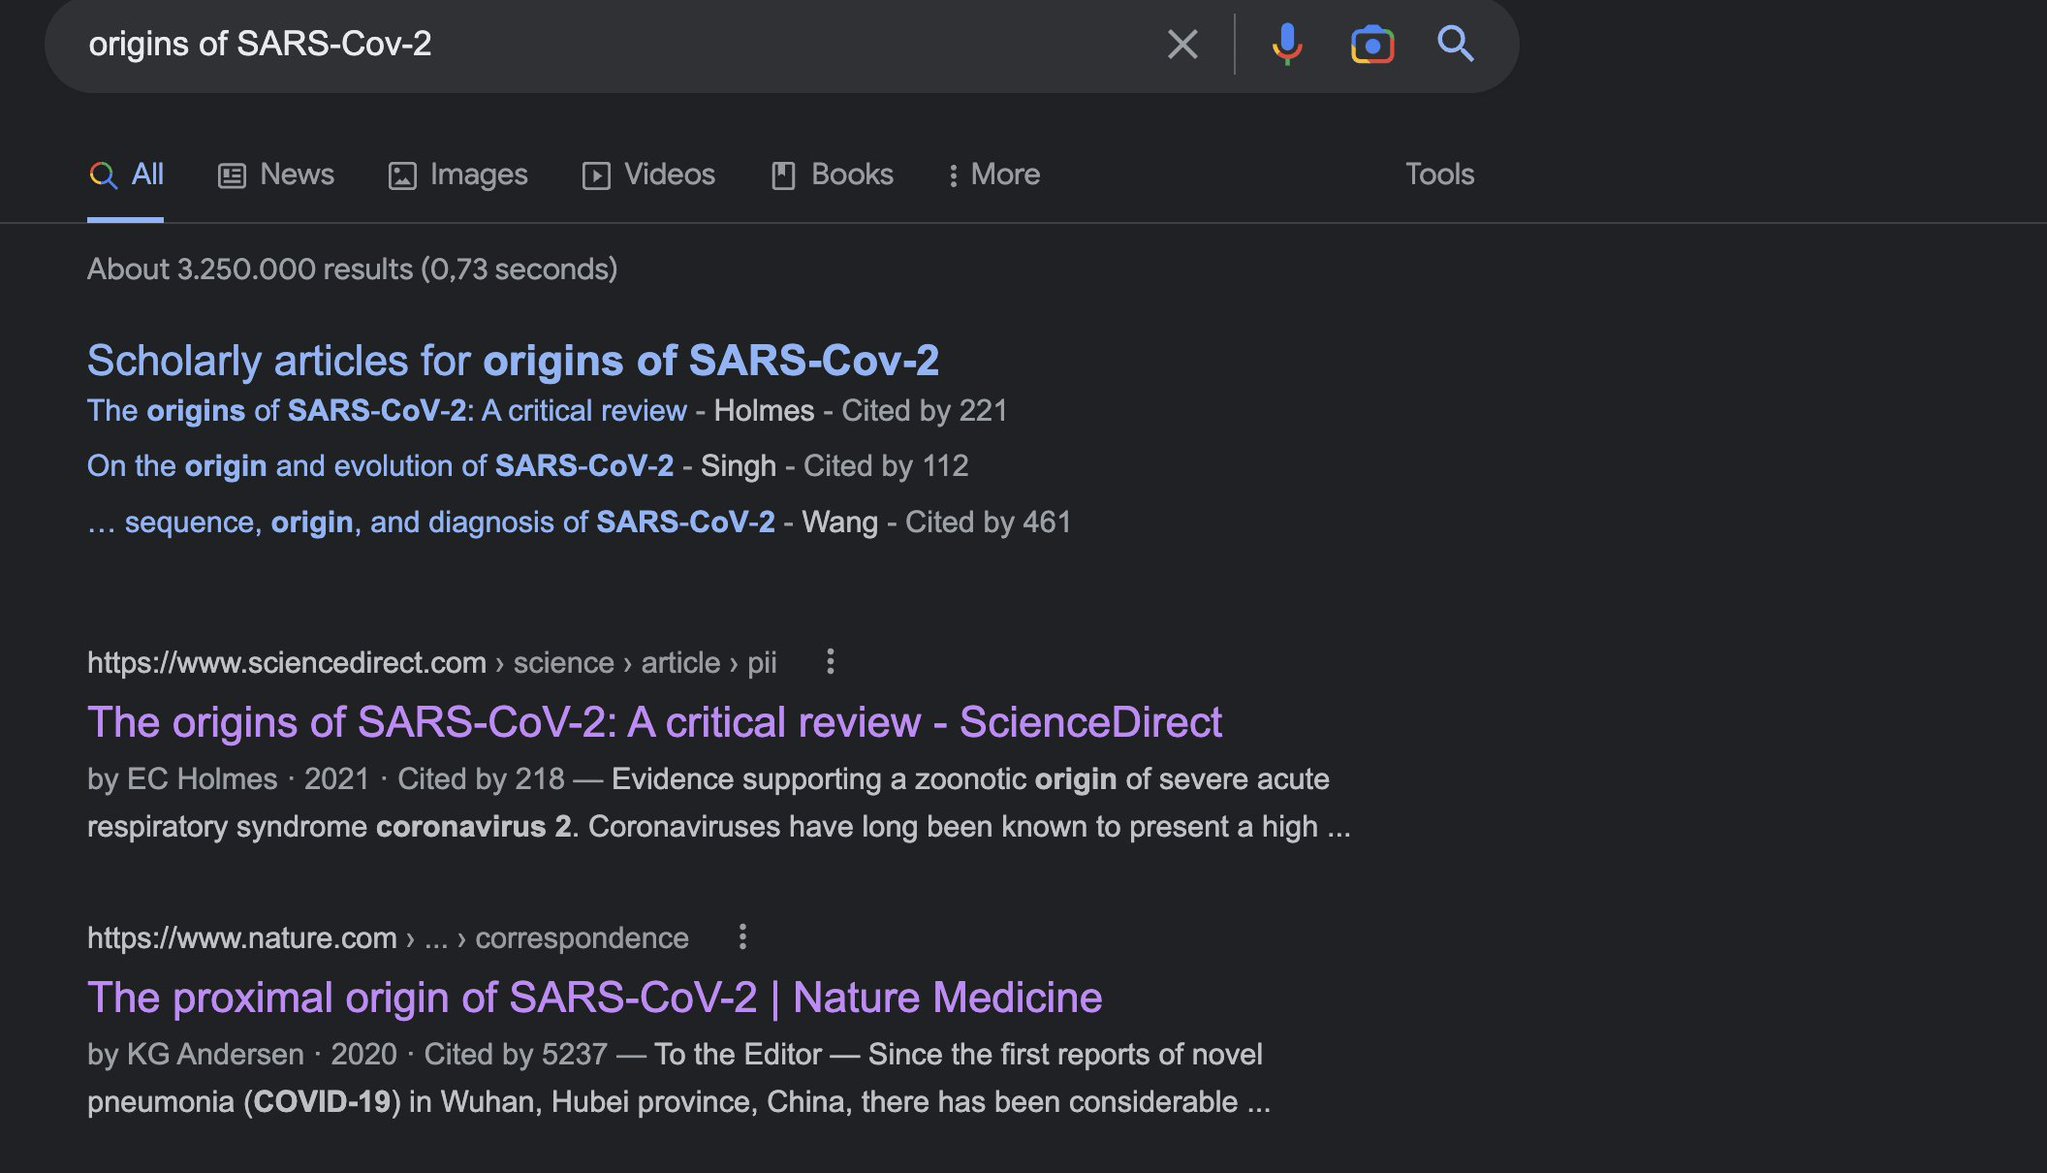 origins of SARS-Cov-2
All News Images Videos Books More Tools
About 3.250.000 results (0,73 seconds)
Scholarly articles for origins of SARS-Cov-2
The origins of SARS-CoV-2: A critical review - Holmes - Cited by 221
On the origin and evolution of SARS-CoV-2 - Singh - Cited by 112
… sequence, origin, and diagnosis of SARS-CoV-2 - Wang - Cited by 461
https://www.sciencedirect.com › science › article › pii
The origins of SARS-CoV-2: A critical review - ScienceDirect
by EC Holmes · 2021 · Cited by 218 — Evidence supporting a zoonotic origin of severe acute
respiratory syndrome coronavirus 2. Coronaviruses have long been known to present a high ...
https://www.nature.com › ... › correspondence
The proximal origin of SARS-CoV-2 | Nature Medicine
by KG Andersen · 2020 · Cited by 5237 — To the Editor — Since the first reports of novel
pneumonia (COVID-19) in Wuhan, Hubei province, China, there has been considerable ...